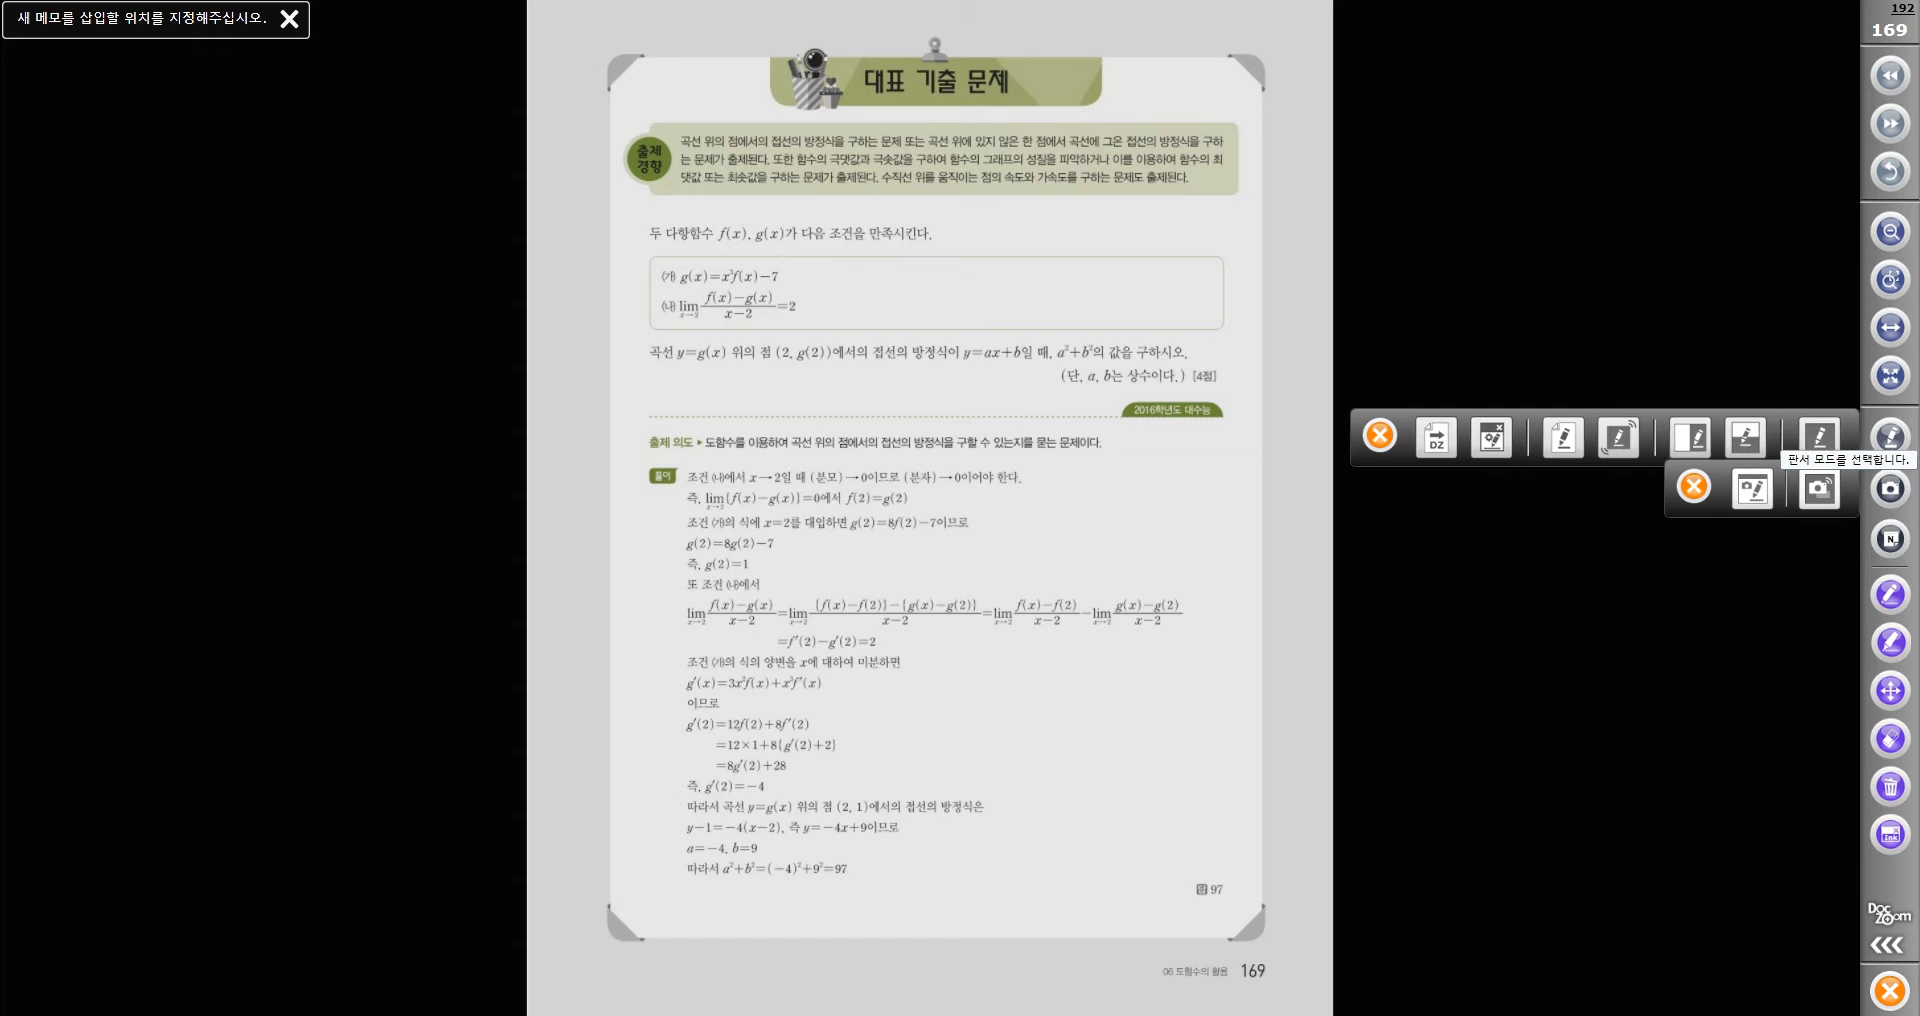 새 메모를 삽입할 위치를 지정해주십시오.
192
169
대표 기출 문제
출제
경향
곡선 위의 점에서의 접선의 방정식을 구하는 문제 또는 곡선 위에 있지 않은 한 점에서 곡선에 그은 접선의 방정식을 구하
는 문제가 출제된다. 또한 함수의 극댓값과 극솟값을 구하여 함수의 그래프의 성질을 파악하거나 이를 이용하여 함수의 최
댓값 또는 최솟값을 구하는 문제가 출제된다. 수직선 위를 움직이는 점의 속도와 가속도를 구하는 문제도 출제된다.
두 다항함수 f(x), g(x)가 다음 조건을 만족시킨다.
㈎ g(x)=x³f(x)-7
㈏ lim_{x→2} (f(x)-g(x))/(x-2)=2
곡선 y=g(x) 위의 점 (2, g(2))에서의 접선의 방정식이 y=ax+b일 때, a²+b²의 값을 구하시오.
(단, a, b는 상수이다.) [4점]
2016학년도 대수능
출제 의도 ▸ 도함수를 이용하여 곡선 위의 점에서의 접선의 방정식을 구할 수 있는지를 묻는 문제이다.
풀이 조건 ㈏에서 x→2일 때 (분모)→0이므로 (분자)→0이어야 한다.
즉, lim_{x→2} {f(x)-g(x)}=0에서 f(2)=g(2)
조건 ㈎의 식에 x=2를 대입하면 g(2)=8f(2)-7이므로
g(2)=8g(2)-7
즉, g(2)=1
또 조건 ㈏에서
lim_{x→2} (f(x)-g(x))/(x-2)=lim_{x→2} ({f(x)-f(2)}-{g(x)-g(2)})/(x-2)=lim_{x→2} (f(x)-f(2))/(x-2)-lim_{x→2} (g(x)-g(2))/(x-2)
=f′(2)-g′(2)=2
조건 ㈎의 식의 양변을 x에 대하여 미분하면
g′(x)=3x²f(x)+x³f′(x)
이므로
g′(2)=12f(2)+8f′(2)
=12×1+8{g′(2)+2}
=8g′(2)+28
즉, g′(2)=-4
따라서 곡선 y=g(x) 위의 점 (2, 1)에서의 접선의 방정식은
y-1=-4(x-2), 즉 y=-4x+9이므로
a=-4, b=9
따라서 a²+b²=(-4)²+9²=97
답 97
06 도함수의 활용 169
DZ
판서 모드를 선택합니다.
N
Ink
DocZoom